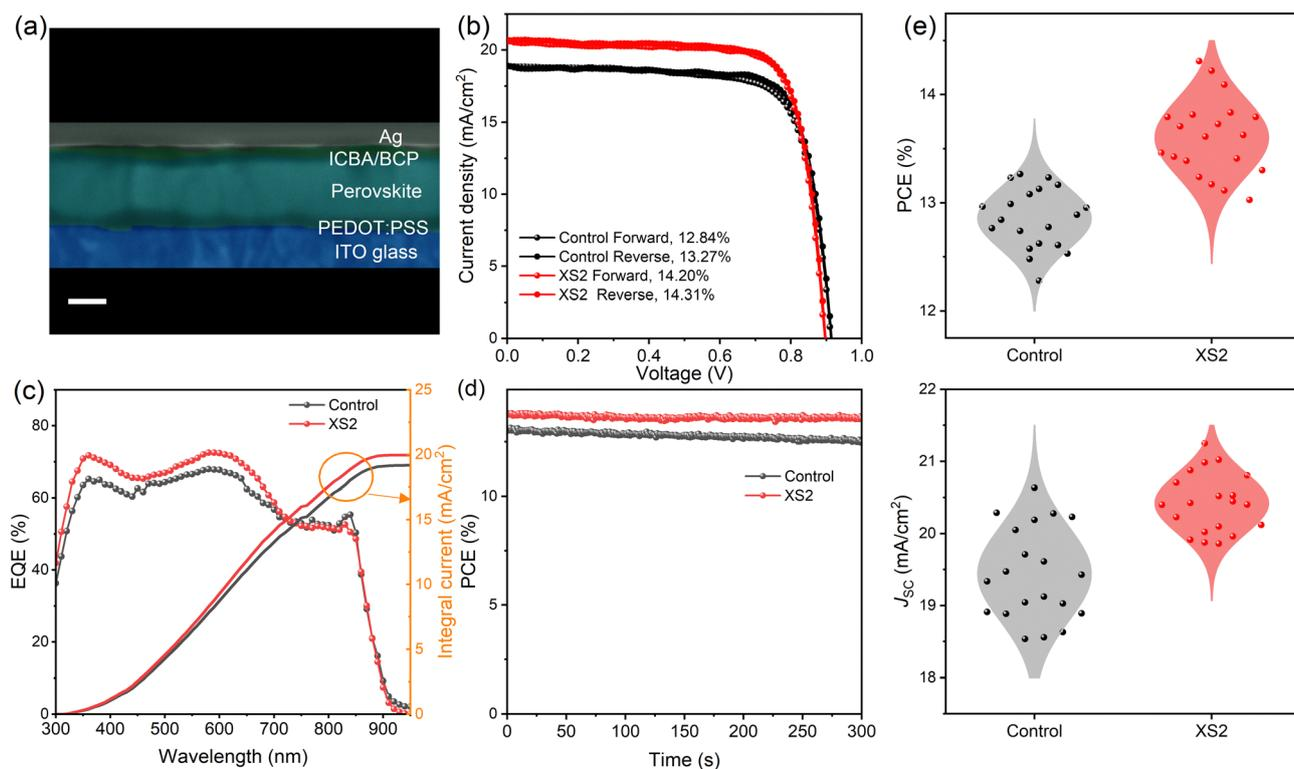 (a)
Ag
ICBA/BCP
Perovskite
PEDOT:PSS
ITO glass
(b)
Current density (mA/cm²)
20
15
10
5
0
Control Forward, 12.84%
Control Reverse, 13.27%
XS2 Forward, 14.20%
XS2 Reverse, 14.31%
0.0 0.2 0.4 0.6 0.8 1.0
Voltage (V)
(e)
PCE (%)
14
13
12
Control XS2
(c)
EQE (%)
80
60
40
20
0
Control
XS2
25
20
15
10
5
0
Integral current (mA/cm²)
300 400 500 600 700 800 900
Wavelength (nm)
(d)
PCE (%)
10
5
0
Control
XS2
0 50 100 150 200 250 300
Time (s)
JSC (mA/cm²)
22
21
20
19
18
Control XS2